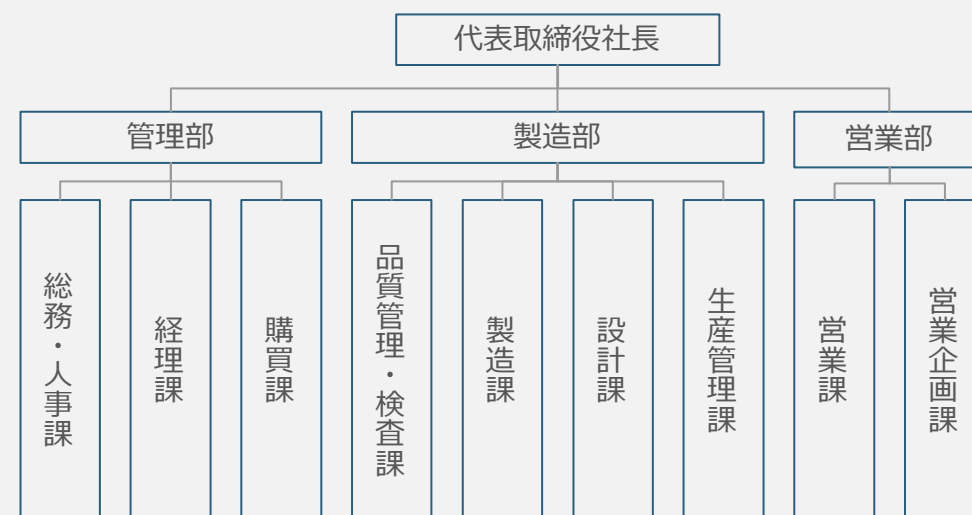 代表取締役社長
管理部
製造部
営業部
総務・人事課
経理課
購買課
品質管理・検査課
製造課
設計課
生産管理課
営業課
営業企画課